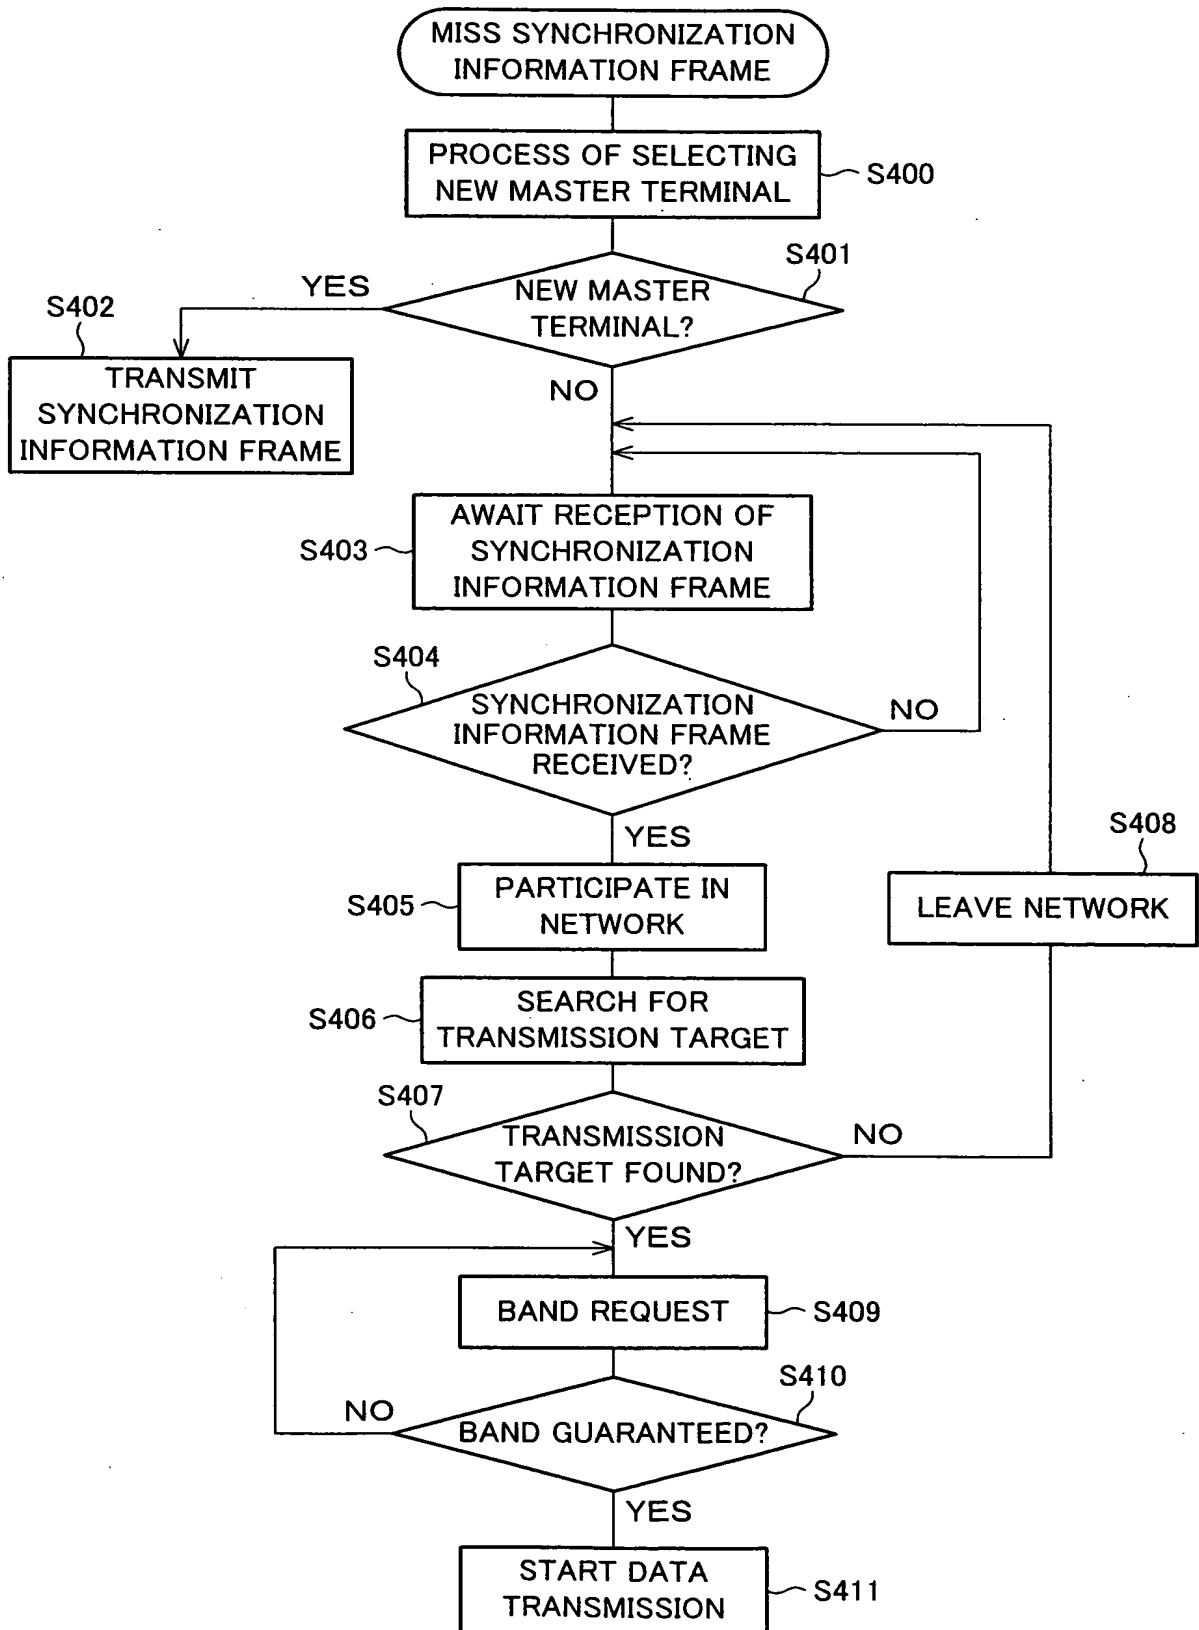 MISS SYNCHRONIZATION
INFORMATION FRAME
PROCESS OF SELECTING
NEW MASTER TERMINAL
S400
S401
YES
NEW MASTER
TERMINAL?
S402
TRANSMIT
SYNCHRONIZATION
INFORMATION FRAME
NO
AWAIT RECEPTION OF
SYNCHRONIZATION
INFORMATION FRAME
S403
S404
SYNCHRONIZATION
INFORMATION FRAME
RECEIVED?
NO
YES
S408
S405
PARTICIPATE IN
NETWORK
LEAVE NETWORK
S406
SEARCH FOR
TRANSMISSION TARGET
S407
TRANSMISSION
TARGET FOUND?
NO
YES
BAND REQUEST
S409
S410
NO
BAND GUARANTEED?
YES
START DATA
TRANSMISSION
S411